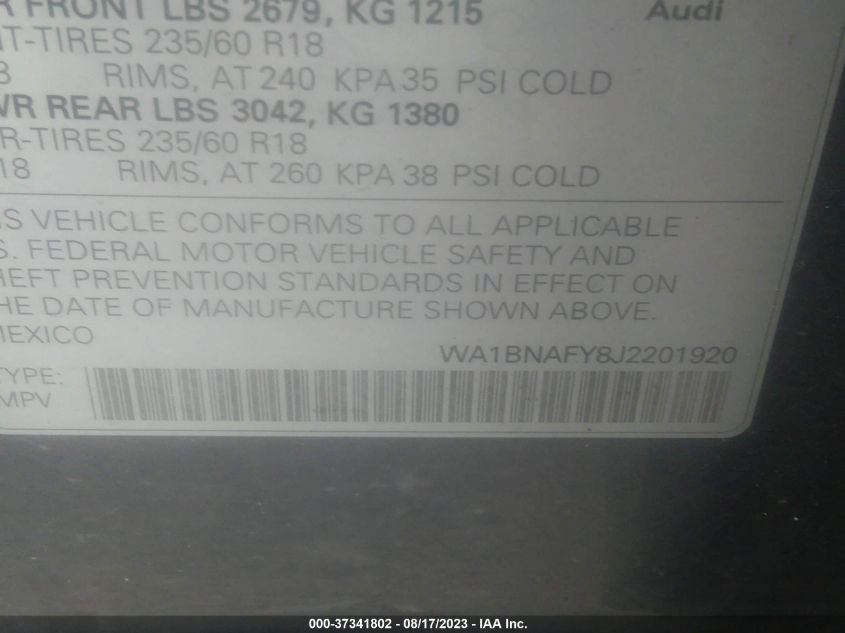 R FRONT LBS 2679, KG 1215 Audi
T-TIRES 235/60 R18
RIMS, AT 240 KPA 35 PSI COLD
WR REAR LBS 3042, KG 1380
R-TIRES 235/60 R18
18 RIMS, AT 260 KPA 38 PSI COLD
S VEHICLE CONFORMS TO ALL APPLICABLE
S. FEDERAL MOTOR VEHICLE SAFETY AND
HEFT PREVENTION STANDARDS IN EFFECT ON
HE DATE OF MANUFACTURE SHOWN ABOVE.
MEXICO
WA1BNAFY8J2201920
TYPE:
MPV
000-37341802 - 08/17/2023 - IAA Inc.